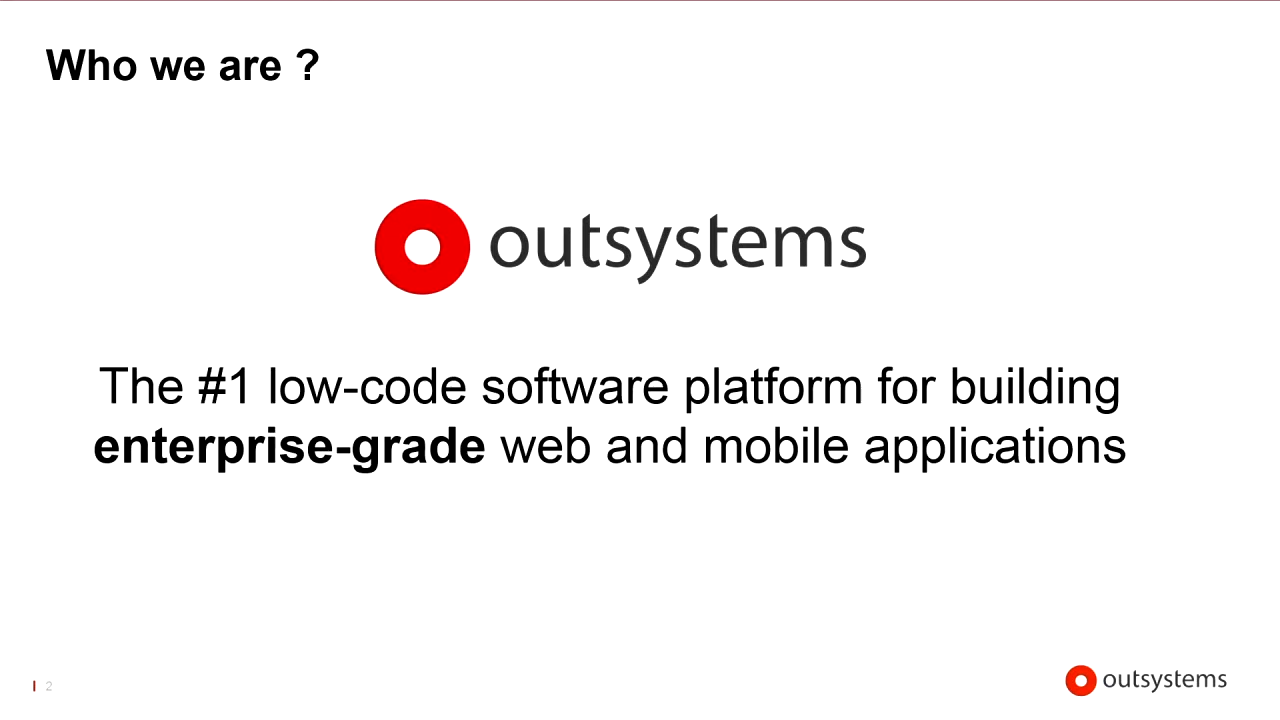 Who we are ?
outsystems
The #1 low-code software platform for building
enterprise-grade web and mobile applications
2
outsystems